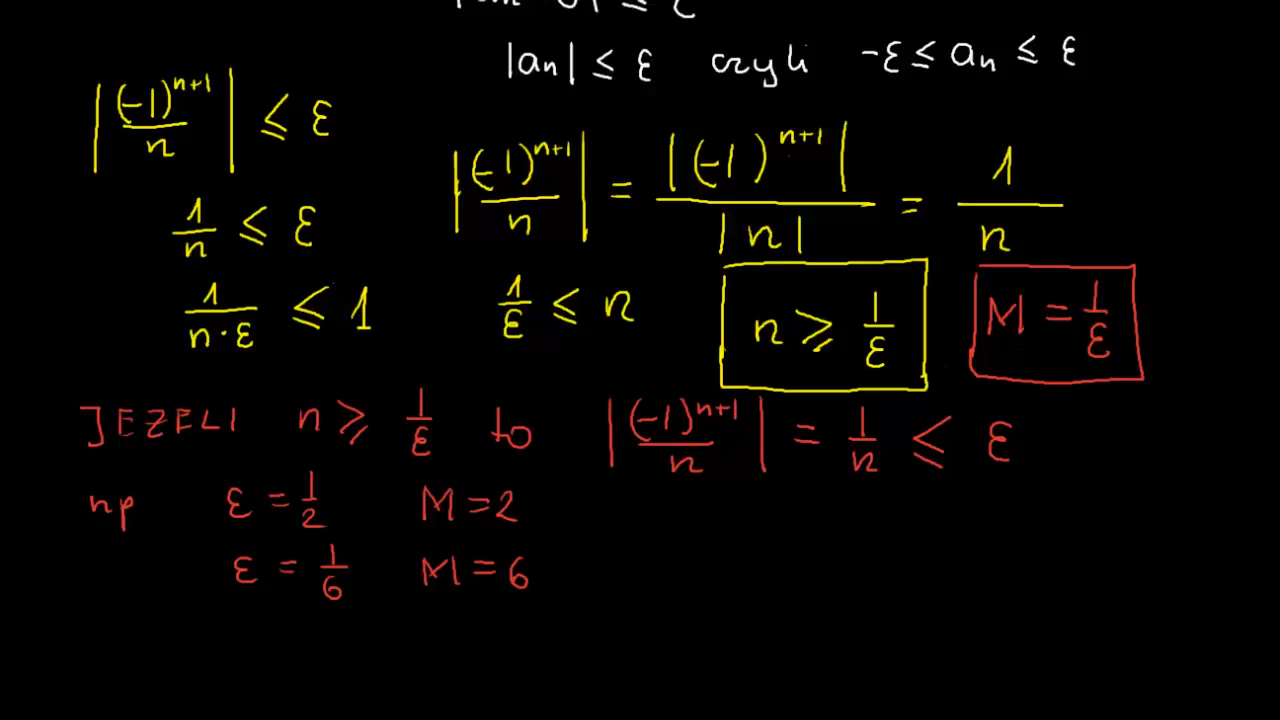 |an| ≤ ε czyli -ε ≤ an ≤ ε
|(-1)^{n+1}/n| ≤ ε
|(-1)^{n+1}/n| = |(-1)^{n+1}|/|n| = 1/n
1/n ≤ ε
1/(n·ε) ≤ 1 1/ε ≤ n n ≥ 1/ε M = 1/ε
JEZELI n ≥ 1/ε to |(-1)^{n+1}/n| = 1/n ≤ ε
np ε = 1/2 M = 2
ε = 1/6 M = 6